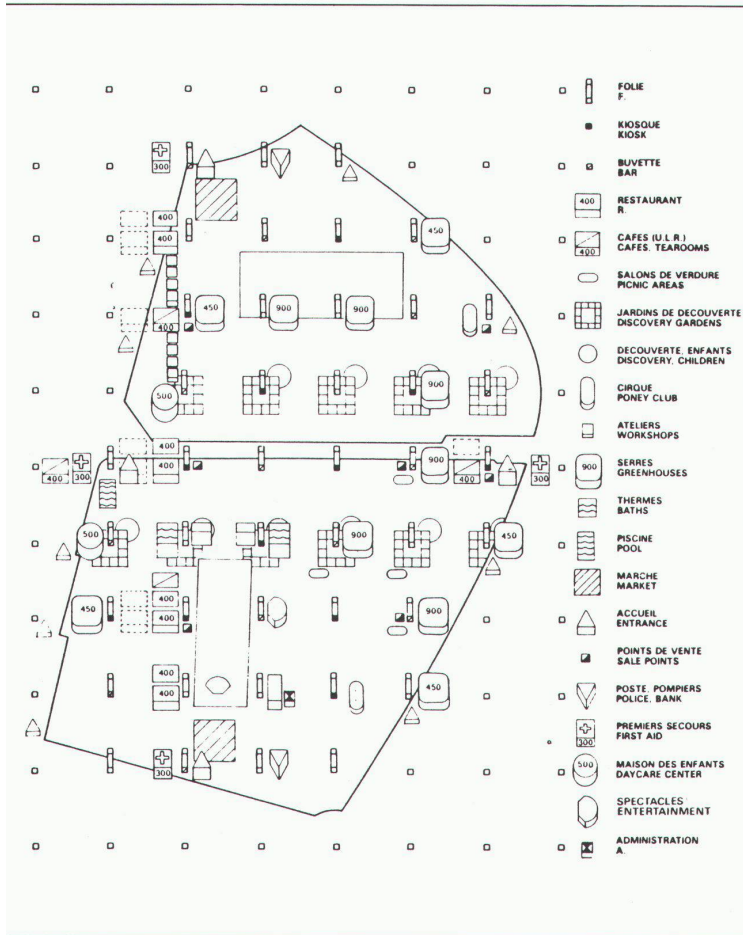 FOLIE
F.
KIOSQUE
KIOSK
BUVETTE
BAR
400
RESTAURANT
R.
CAFES (U.L.R.)
CAFES, TEAROOMS
400
SALONS DE VERDURE
PICNIC AREAS
JARDINS DE DECOUVERTE
DISCOVERY GARDENS
DECOUVERTE, ENFANTS
DISCOVERY, CHILDREN
CIRQUE
PONEY CLUB
ATELIERS
WORKSHOPS
900
SERRES
GREENHOUSES
THERMES
BATHS
PISCINE
POOL
MARCHE
MARKET
ACCUEIL
ENTRANCE
POINTS DE VENTE
SALE POINTS
POSTE, POMPIERS
POLICE, BANK
300
PREMIERS SECOURS
FIRST AID
500
MAISON DES ENFANTS
DAYCARE CENTER
SPECTACLES
ENTERTAINMENT
ADMINISTRATION
A.
300
400
400
450
400
450
900
900
500
900
400
400
300
400
900
400
300
500
900
450
450
400
400
900
400
400
450
300